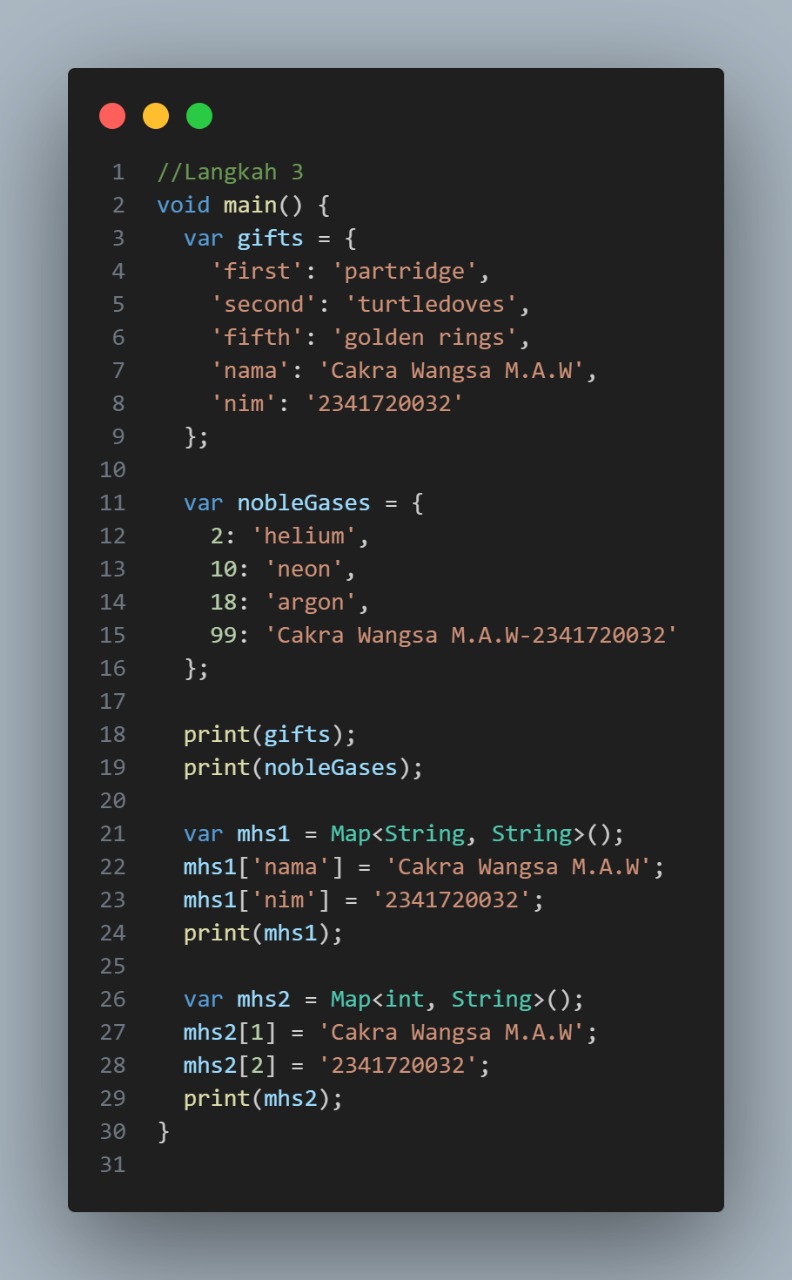 1 //Langkah 3
2 void main() {
3   var gifts = {
4     'first': 'partridge',
5     'second': 'turtledoves',
6     'fifth': 'golden rings',
7     'nama': 'Cakra Wangsa M.A.W',
8     'nim': '2341720032'
9   };
10
11   var nobleGases = {
12     2: 'helium',
13     10: 'neon',
14     18: 'argon',
15     99: 'Cakra Wangsa M.A.W-2341720032'
16   };
17
18   print(gifts);
19   print(nobleGases);
20
21   var mhs1 = Map<String, String>();
22   mhs1['nama'] = 'Cakra Wangsa M.A.W';
23   mhs1['nim'] = '2341720032';
24   print(mhs1);
25
26   var mhs2 = Map<int, String>();
27   mhs2[1] = 'Cakra Wangsa M.A.W';
28   mhs2[2] = '2341720032';
29   print(mhs2);
30 }
31